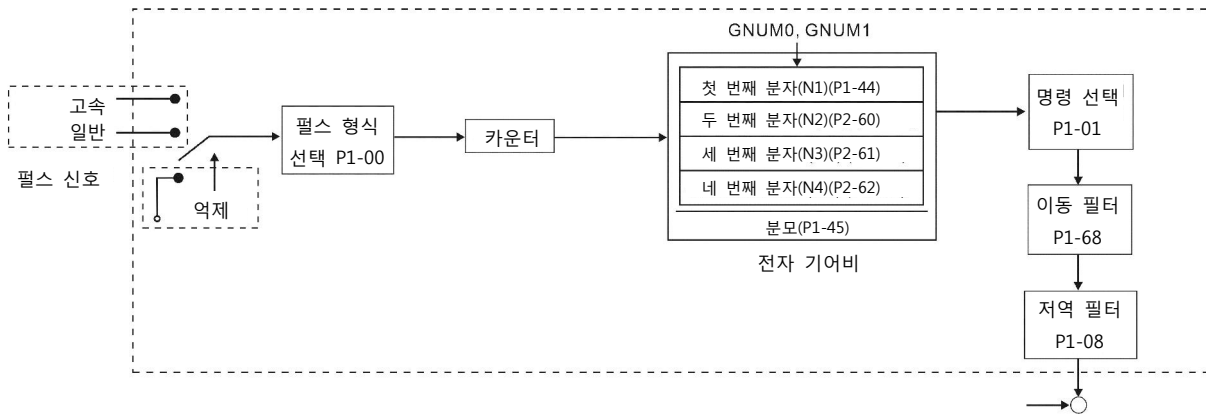 GNUM0, GNUM1
고속
일반
펄스 신호
억제
펄스 형식
선택 P1-00
카운터
첫 번째 분자(N1)(P1-44)
두 번째 분자(N2)(P2-60)
세 번째 분자(N3)(P2-61)
네 번째 분자(N4)(P2-62)
분모(P1-45)
전자 기어비
명령 선택
P1-01
이동 필터
P1-68
저역 필터
P1-08